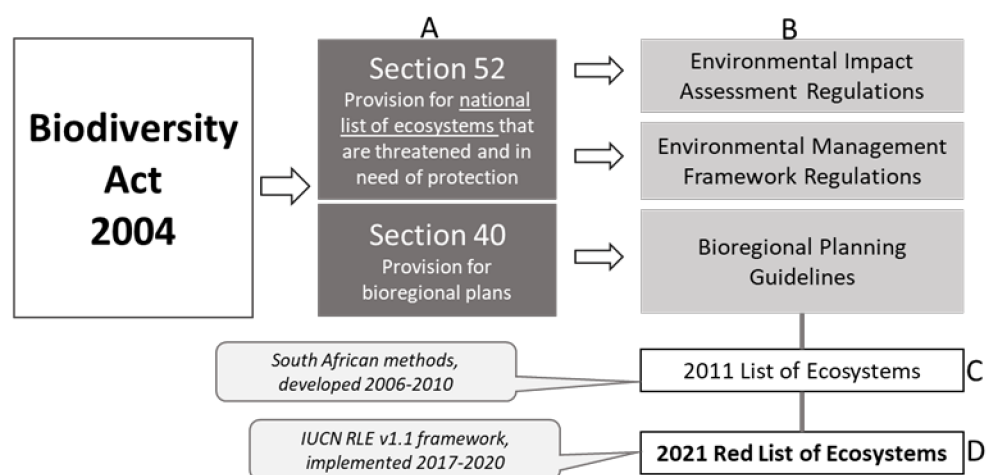 A
B
Biodiversity
Act
2004
Section 52
Provision for national
list of ecosystems that
are threatened and in
need of protection
Section 40
Provision for
bioregional plans
Environmental Impact
Assessment Regulations
Environmental Management
Framework Regulations
Bioregional Planning
Guidelines
South African methods,
developed 2006-2010
2011 List of Ecosystems
C
IUCN RLE v1.1 framework,
implemented 2017-2020
2021 Red List of Ecosystems
D